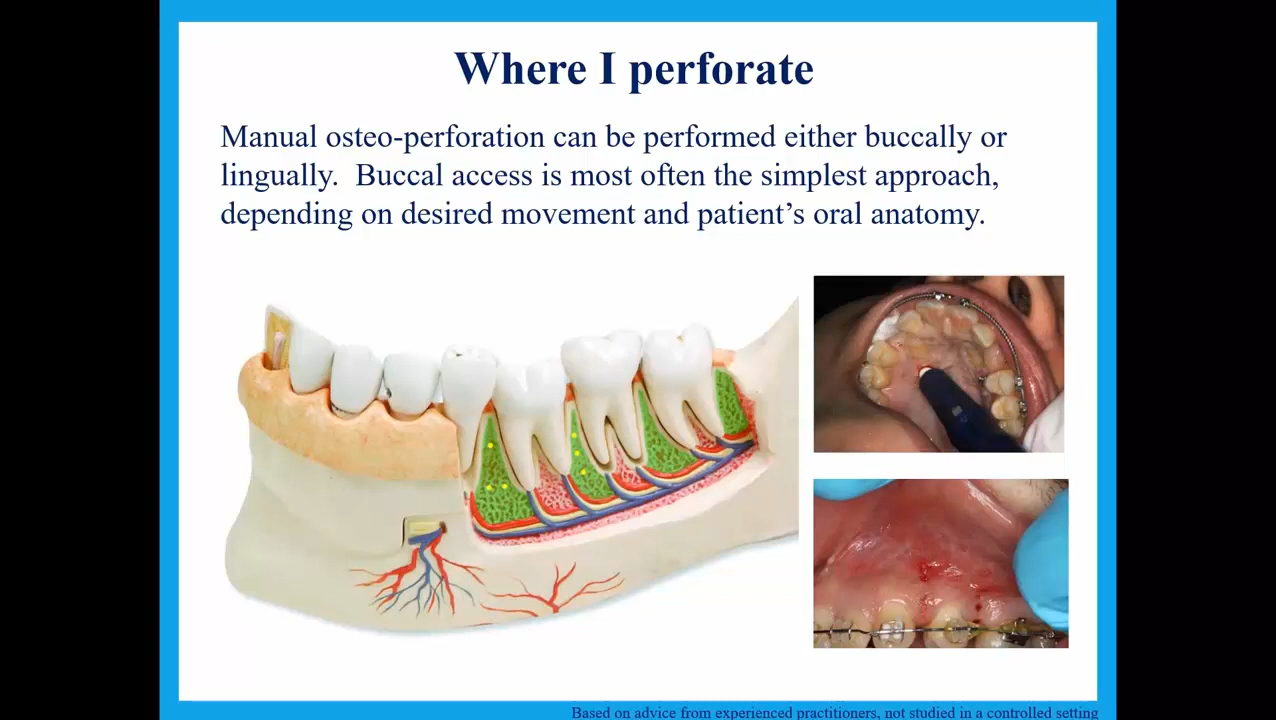 Where I perforate
Manual osteo-perforation can be performed either buccally or
lingually.  Buccal access is most often the simplest approach,
depending on desired movement and patient’s oral anatomy.
Based on advice from experienced practitioners, not studied in a controlled setting